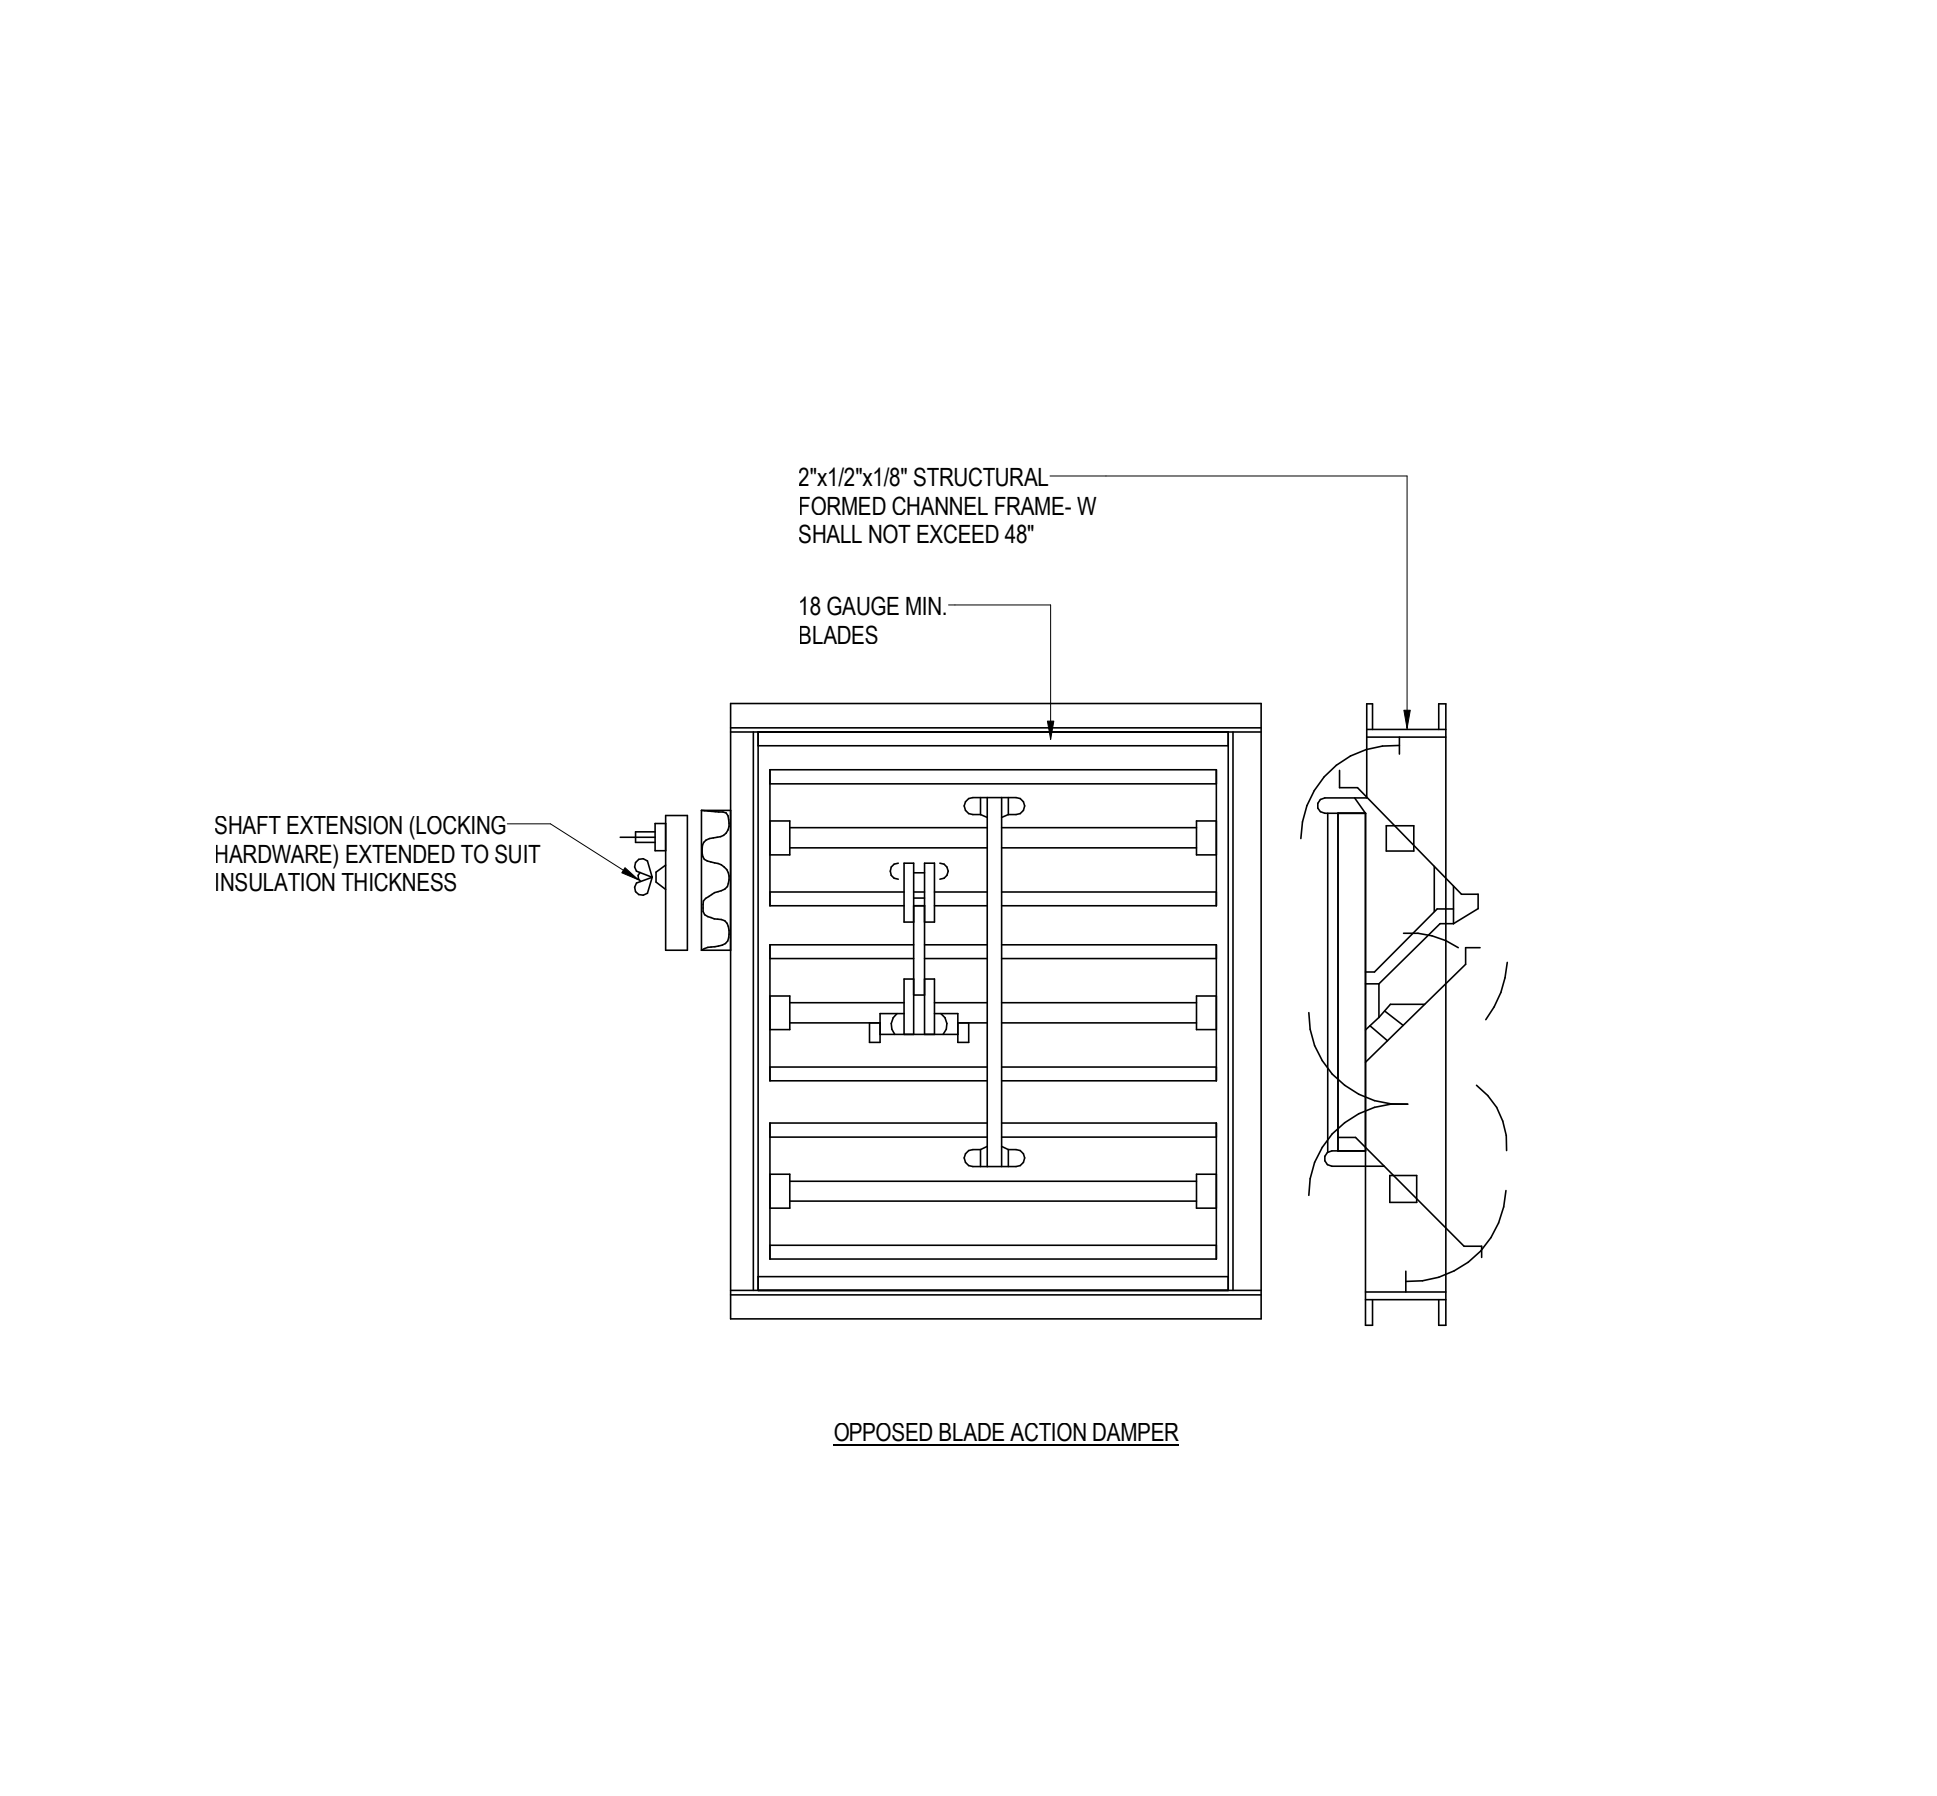 2"x1/2"x1/8" STRUCTURAL
FORMED CHANNEL FRAME- W
SHALL NOT EXCEED 48"
18 GAUGE MIN.
BLADES
SHAFT EXTENSION (LOCKING
HARDWARE) EXTENDED TO SUIT
INSULATION THICKNESS
OPPOSED BLADE ACTION DAMPER